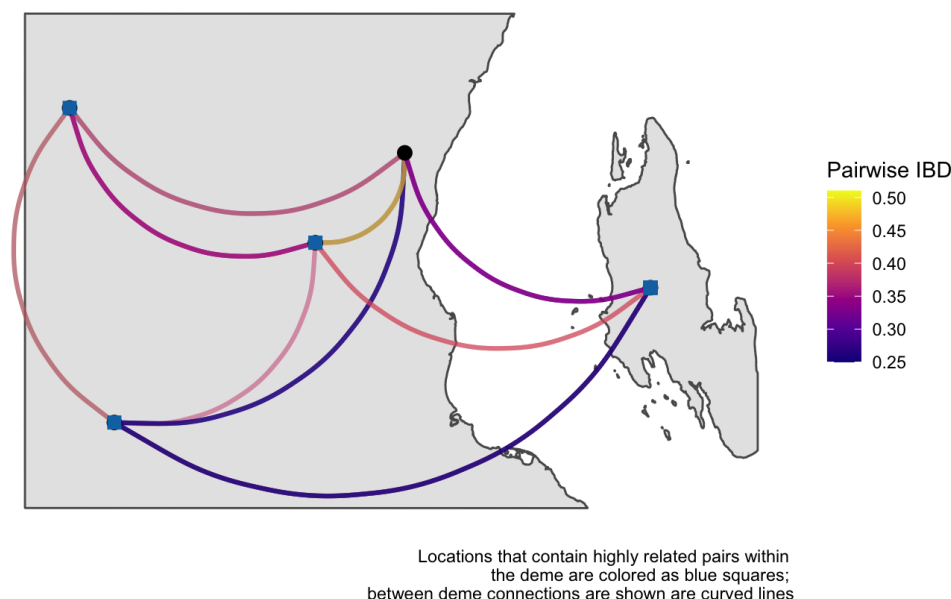 Pairwise IBD
0.50
0.45
0.40
0.35
0.30
0.25
Locations that contain highly related pairs within
the deme are colored as blue squares;
between deme connections are shown are curved lines